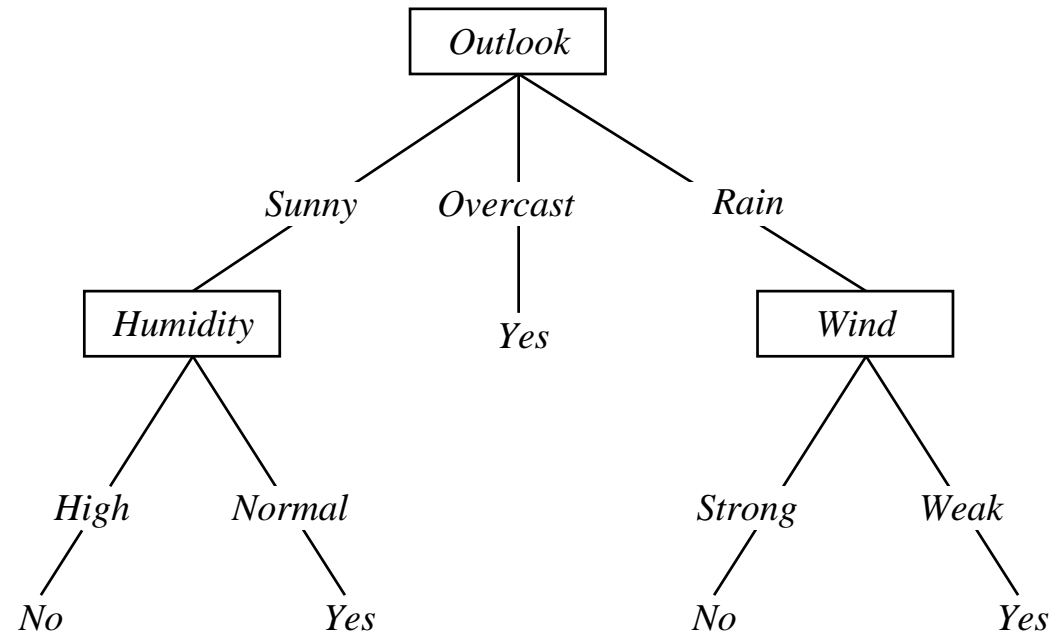 Outlook
Sunny Overcast Rain
Humidity Yes Wind
High Normal Strong Weak
No Yes No Yes